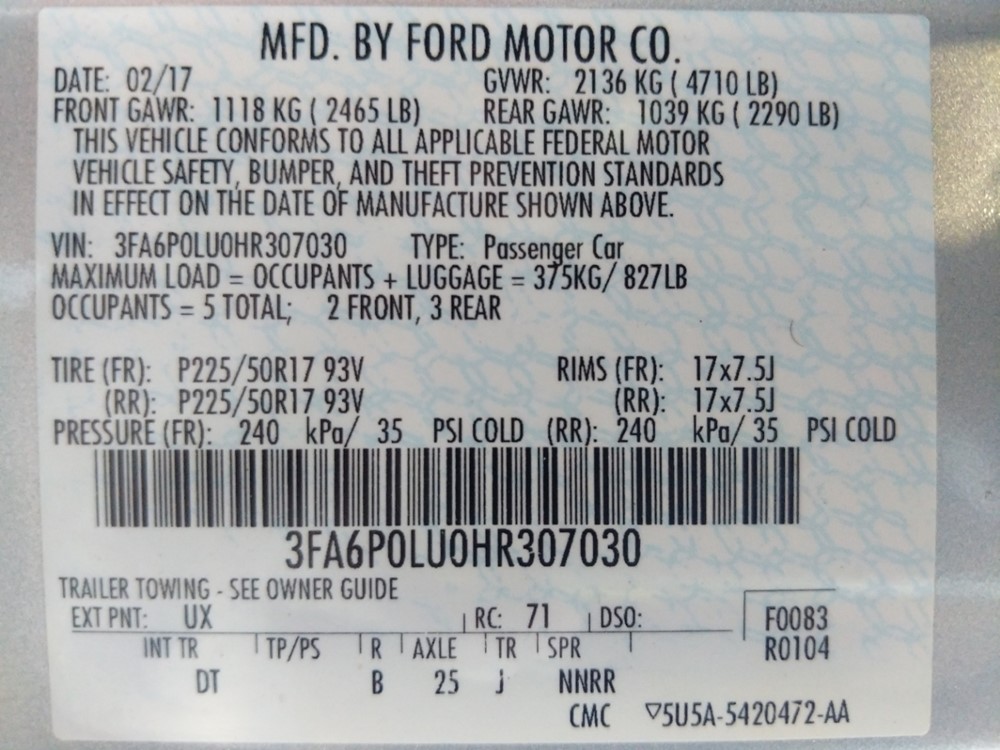 MFD. BY FORD MOTOR CO.
DATE: 02/17 GVWR: 2136 KG ( 4710 LB)
FRONT GAWR: 1118 KG ( 2465 LB) REAR GAWR: 1039 KG ( 2290 LB)
THIS VEHICLE CONFORMS TO ALL APPLICABLE FEDERAL MOTOR
VEHICLE SAFETY, BUMPER, AND THEFT PREVENTION STANDARDS
IN EFFECT ON THE DATE OF MANUFACTURE SHOWN ABOVE.
VIN: 3FA6P0LU0HR307030 TYPE: Passenger Car
MAXIMUM LOAD = OCCUPANTS + LUGGAGE = 375KG/ 827LB
OCCUPANTS = 5 TOTAL; 2 FRONT, 3 REAR
TIRE (FR): P225/50R17 93V RIMS (FR): 17x7.5J
(RR): P225/50R17 93V (RR): 17x7.5J
PRESSURE (FR): 240 kPa/ 35 PSI COLD (RR): 240 kPa/ 35 PSI COLD
3FA6P0LU0HR307030
TRAILER TOWING - SEE OWNER GUIDE
EXT PNT: UX RC: 71 DSO: F0083
INT TR TP/PS R AXLE TR SPR R0104
DT B 25 J NNRR
CMC ▽5U5A-5420472-AA